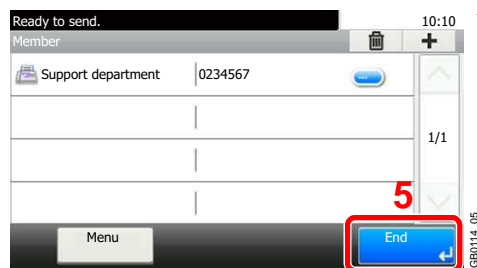 Ready to send. 10:10
Member
Support department 0234567
1/1
5
Menu End
GB0114_05